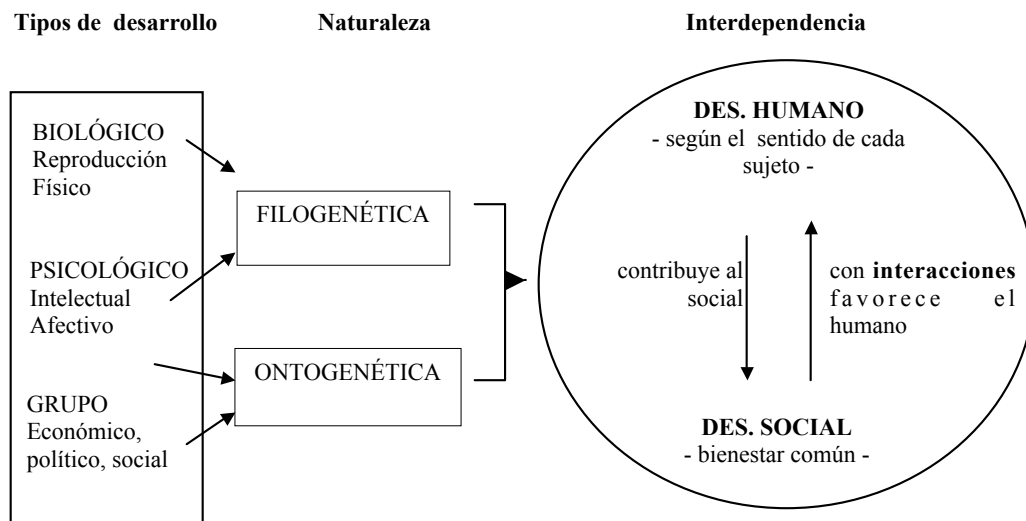 Tipos de desarrollo
Naturaleza
Interdependencia
BIOLÓGICO
Reproducción
Físico
PSICOLÓGICO
Intelectual
Afectivo
GRUPO
Económico,
político, social
FILOGENÉTICA
ONTOGENÉTICA
DES. HUMANO
- según el sentido de cada
sujeto -
contribuye al
social
con interacciones
favorece el
humano
DES. SOCIAL
- bienestar común -